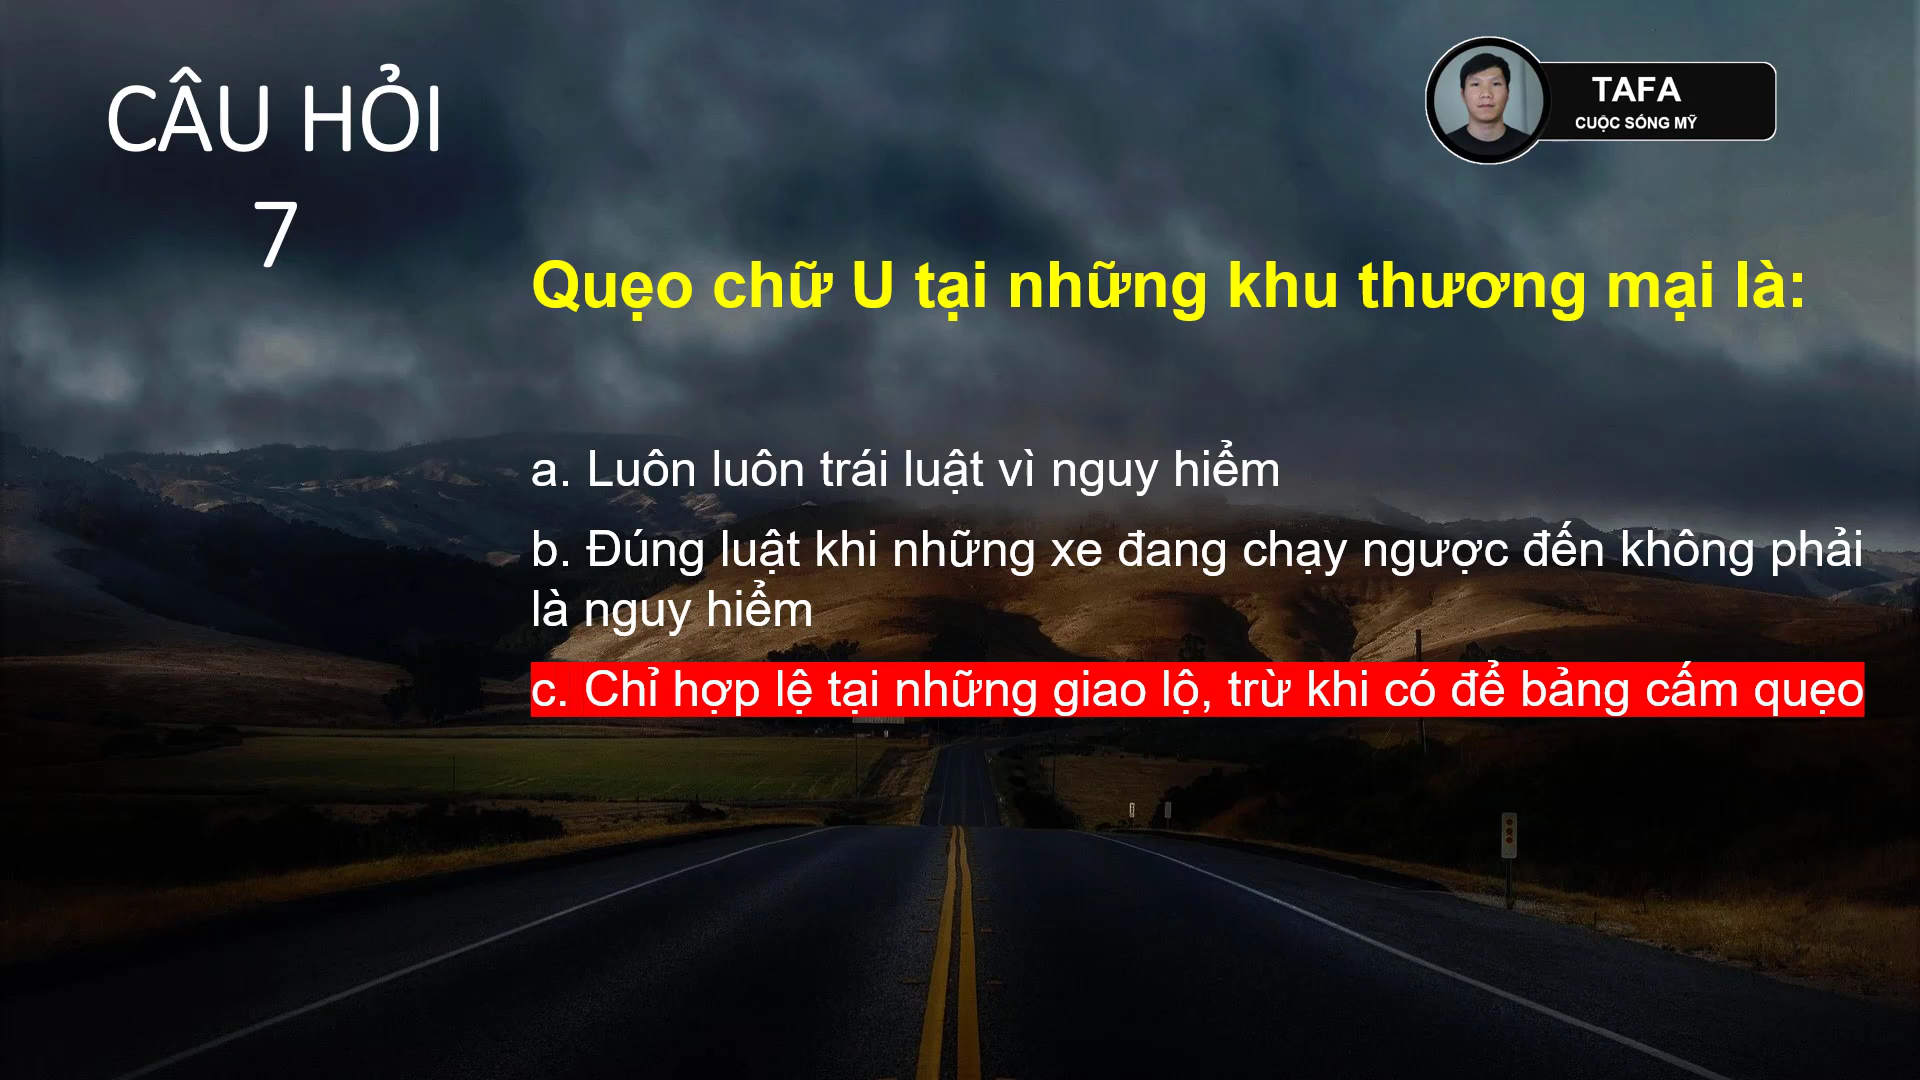 CÂU HỎI
7
TAFA
CUỘC SỐNG MỸ
Quẹo chữ U tại những khu thương mại là:
a. Luôn luôn trái luật vì nguy hiểm
b. Đúng luật khi những xe đang chạy ngược đến không phải
là nguy hiểm
c. Chỉ hợp lệ tại những giao lộ, trừ khi có để bảng cấm quẹo